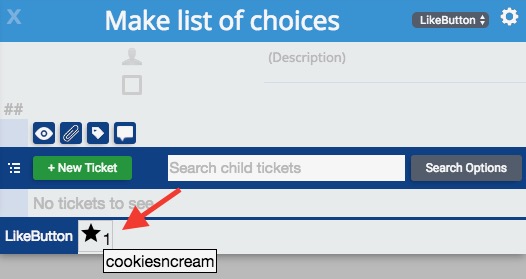 X Make list of choices LikeButton
(Description)
##
+ New Ticket Search child tickets Search Options
No tickets to see
LikeButton 1
cookiesncream